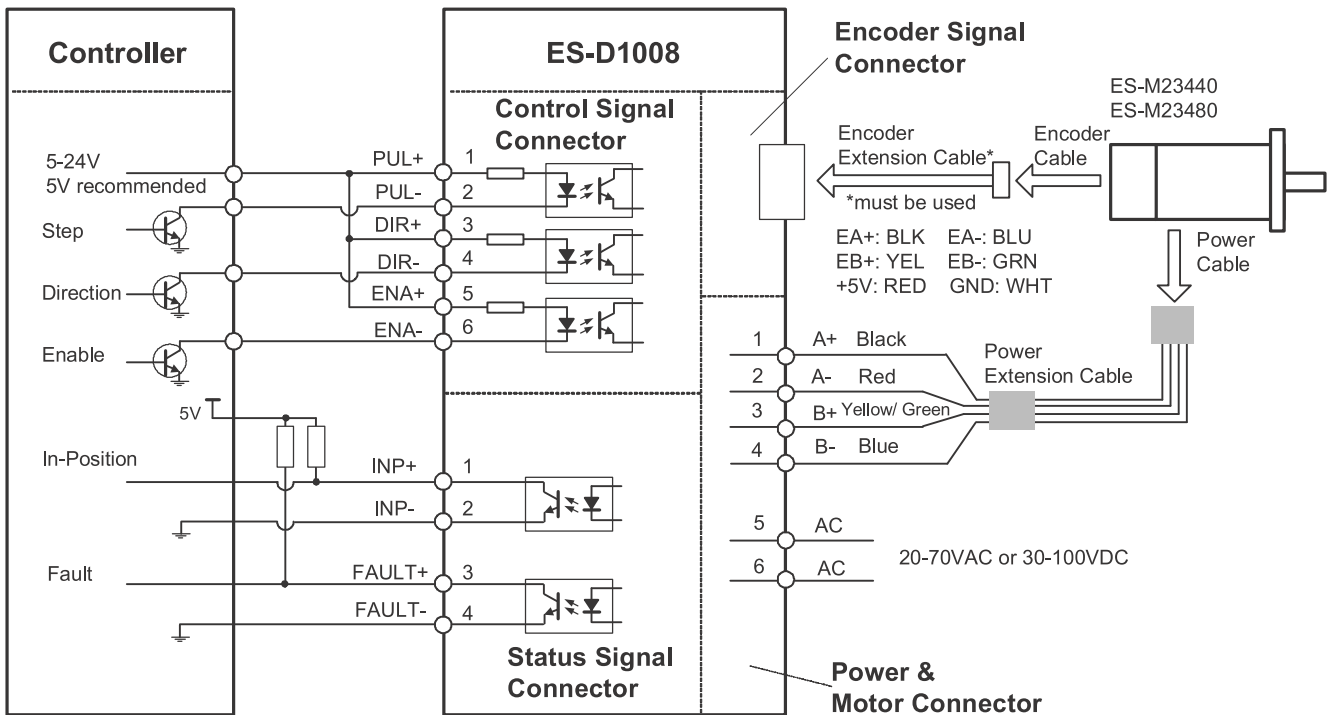 Controller
5-24V
5V recommended
Step
Direction
Enable
5V
In-Position
Fault
ES-D1008
Control Signal
Connector
PUL+ 1
PUL- 2
DIR+ 3
DIR- 4
ENA+ 5
ENA- 6
INP+ 1
INP- 2
FAULT+ 3
FAULT- 4
Status Signal
Connector
Encoder Signal
Connector
ES-M23440
ES-M23480
Encoder
Extension Cable*
*must be used
Encoder
Cable
EA+: BLK EA-: BLU
EB+: YEL EB-: GRN
+5V: RED GND: WHT
Power
Cable
1 A+ Black
2 A- Red
3 B+ Yellow/ Green
4 B- Blue
Power
Extension Cable
5 AC
6 AC
20-70VAC or 30-100VDC
Power &
Motor Connector